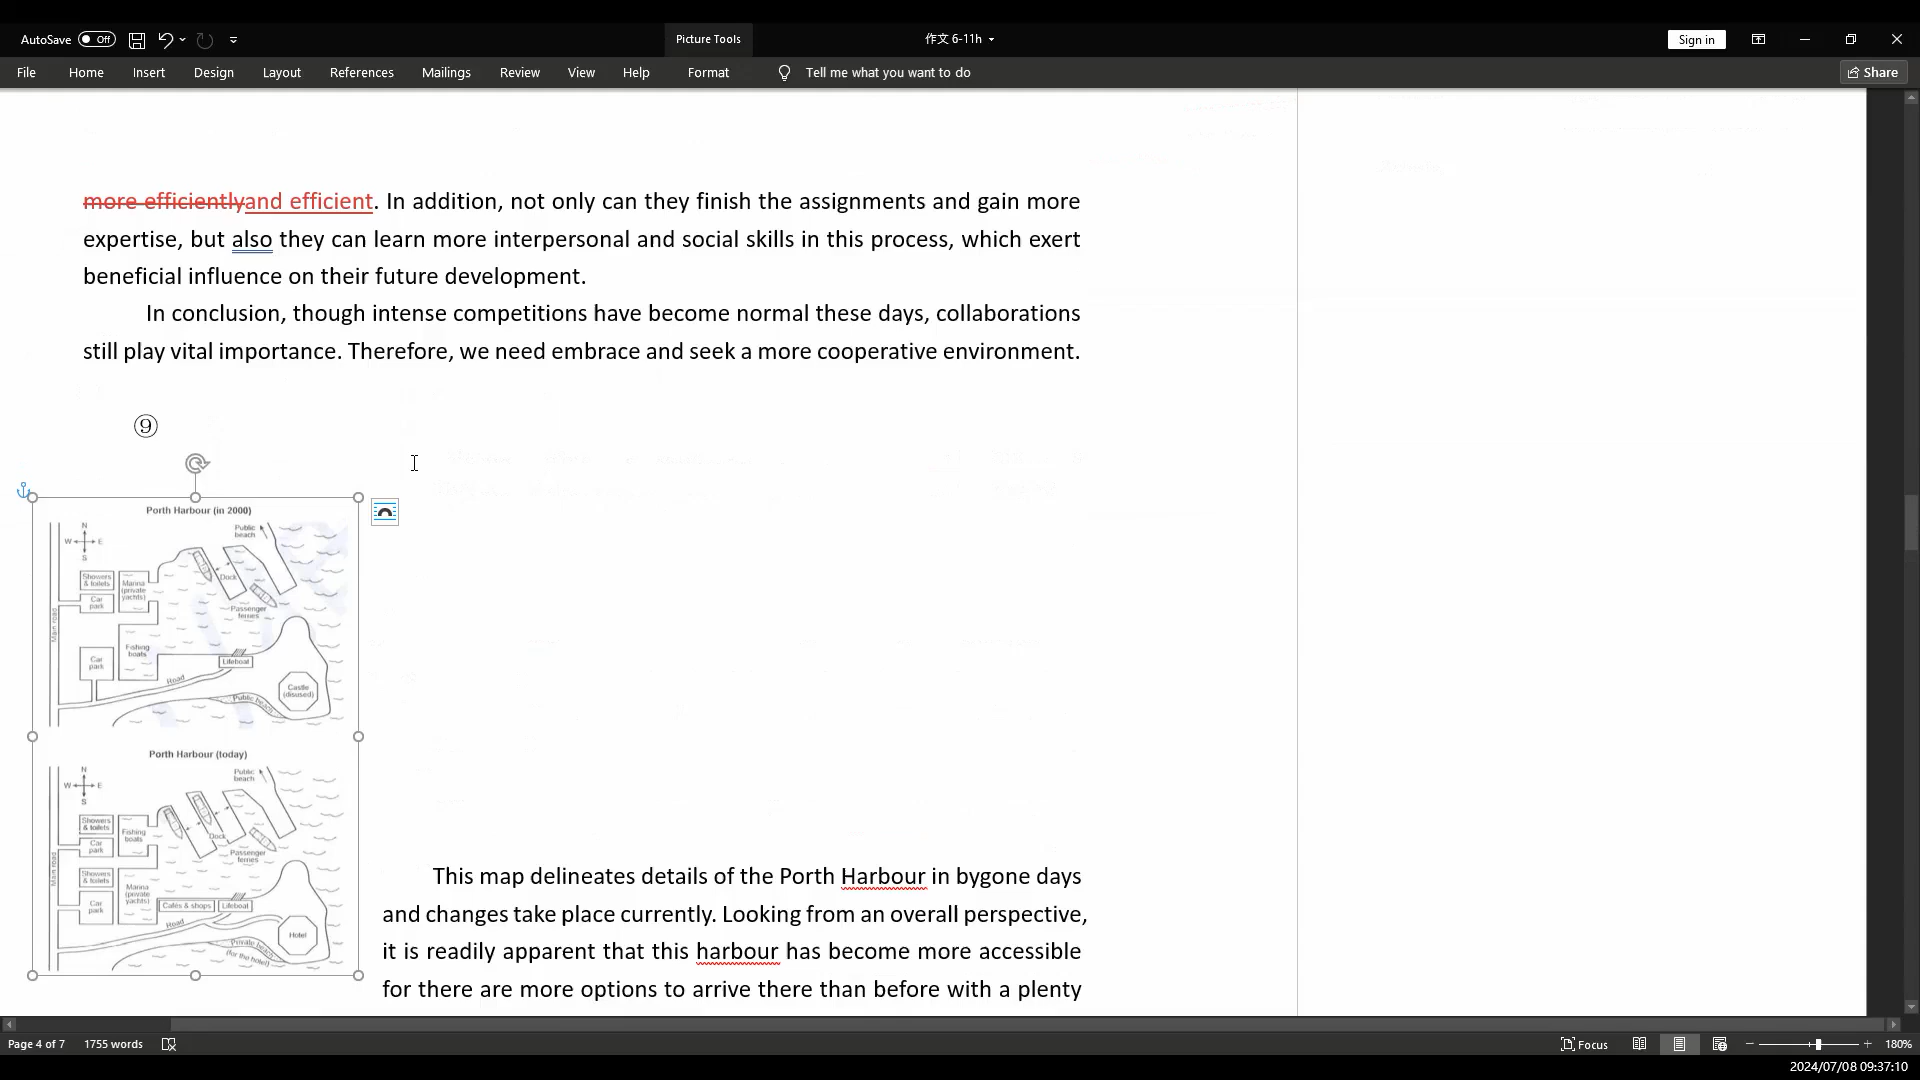 AutoSave Off
Picture Tools
作文 6-11h
Sign in
File Home Insert Design Layout References Mailings Review View Help Format Tell me what you want to do Share
more efficientlyand efficient. In addition, not only can they finish the assignments and gain more
expertise, but also they can learn more interpersonal and social skills in this process, which exert
beneficial influence on their future development.
In conclusion, though intense competitions have become normal these days, collaborations
still play vital importance. Therefore, we need embrace and seek a more cooperative environment.
⑨
Porth Harbour (in 2000)
N
W E
S
Public
beach
Showers
& toilets
Marina
(private
yachts)
Dock
Car
park
Passenger
ferries
Main road
Fishing
boats
Car
park
Lifeboat
Road
Castle
(disused)
Public beach
Porth Harbour (today)
N
W E
S
Public
beach
Showers
& toilets
Fishing
boats
Dock
Car
park
Passenger
ferries
Main road
Showers
& toilets
Marina
(private
yachts)
Car
park
Cafés & shops
Lifeboat
Road
Hotel
Private beach
(for the hotel)
This map delineates details of the Porth Harbour in bygone days
and changes take place currently. Looking from an overall perspective,
it is readily apparent that this harbour has become more accessible
for there are more options to arrive there than before with a plenty
Page 4 of 7 1755 words Focus 180%
2024/07/08 09:37:10